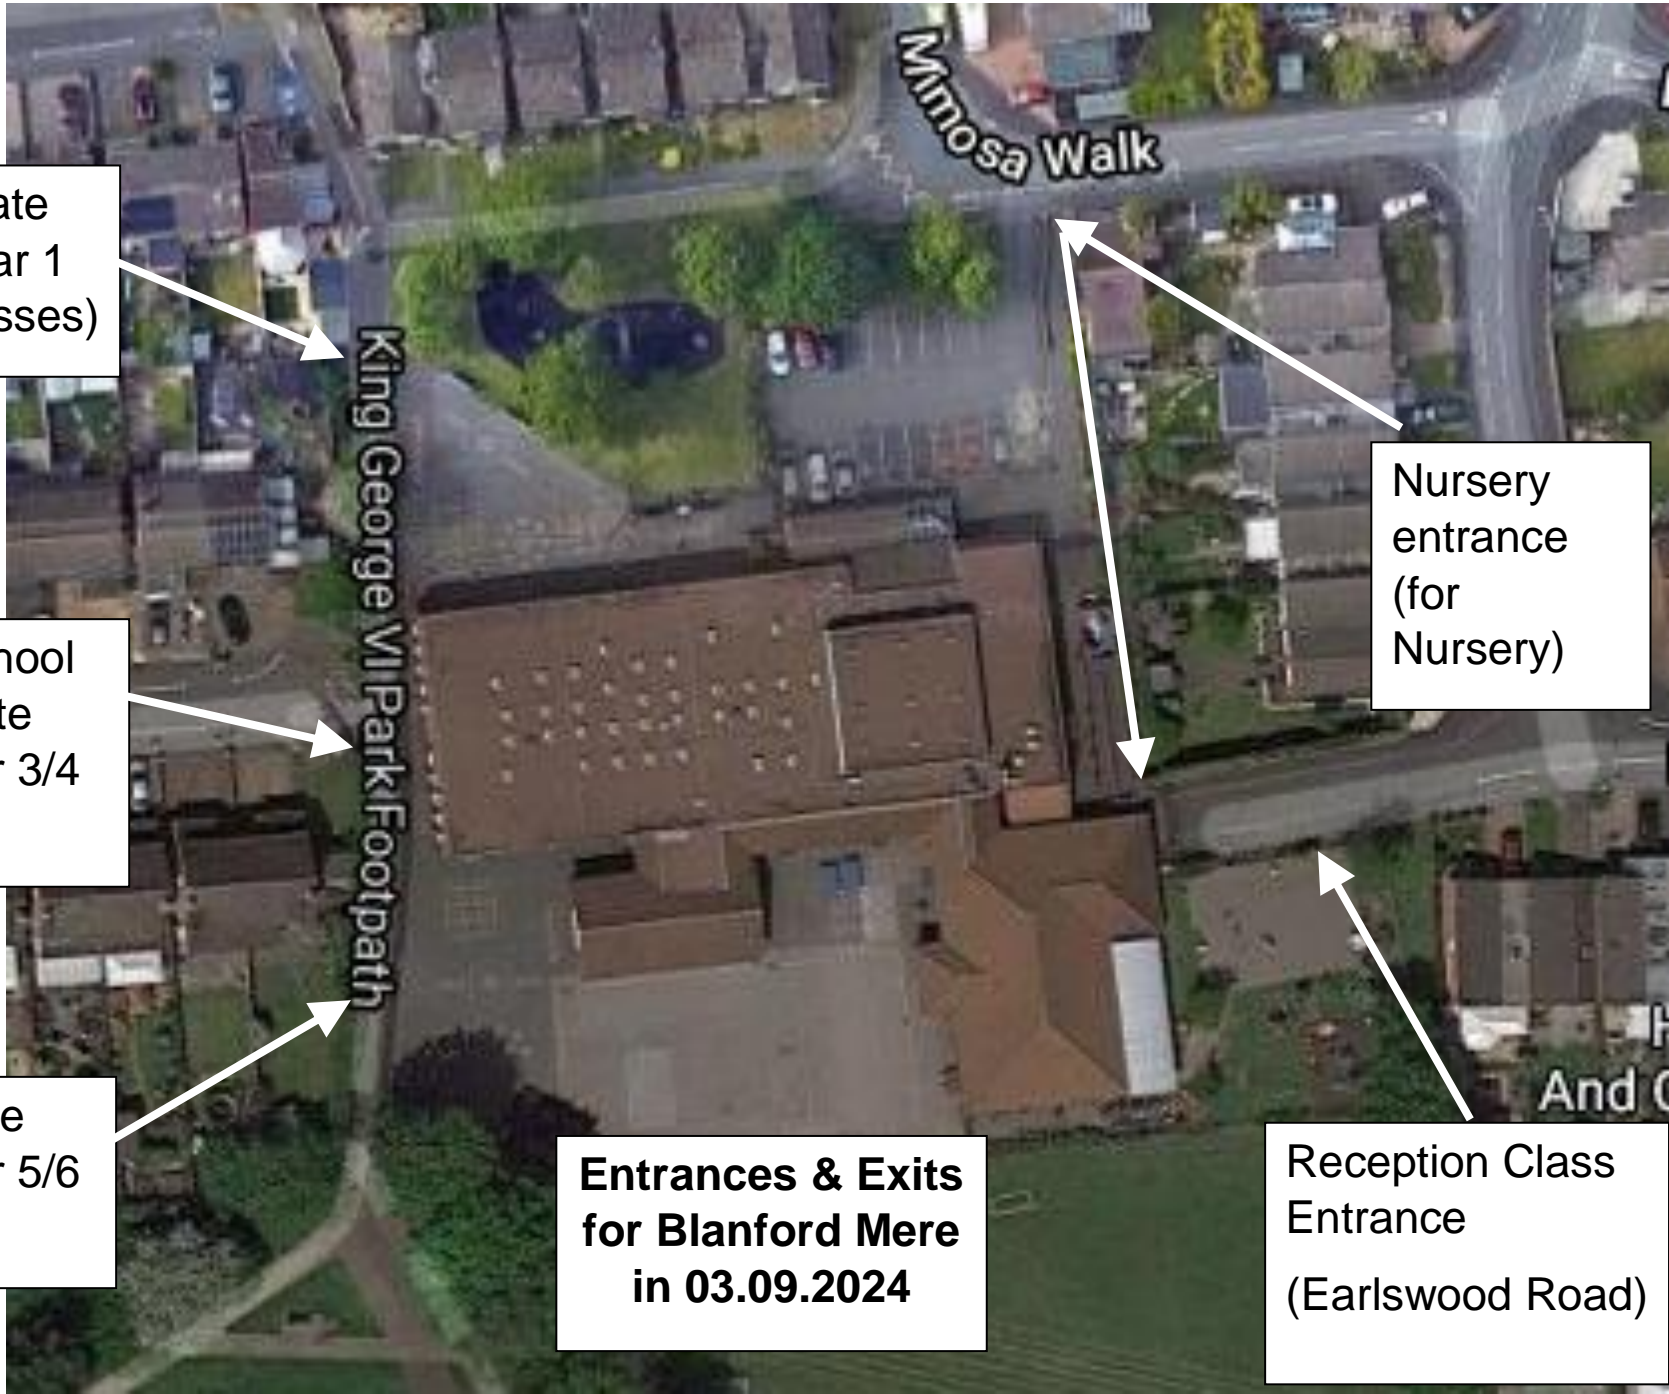 Mimosa Walk
ate
ar 1
sses)
King George VI Park Footpath
Nursery
entrance
(for
Nursery)
hool
te
r 3/4
e
r 5/6
Entrances & Exits
for Blanford Mere
in 03.09.2024
Reception Class
Entrance
(Earlswood Road)
H
And